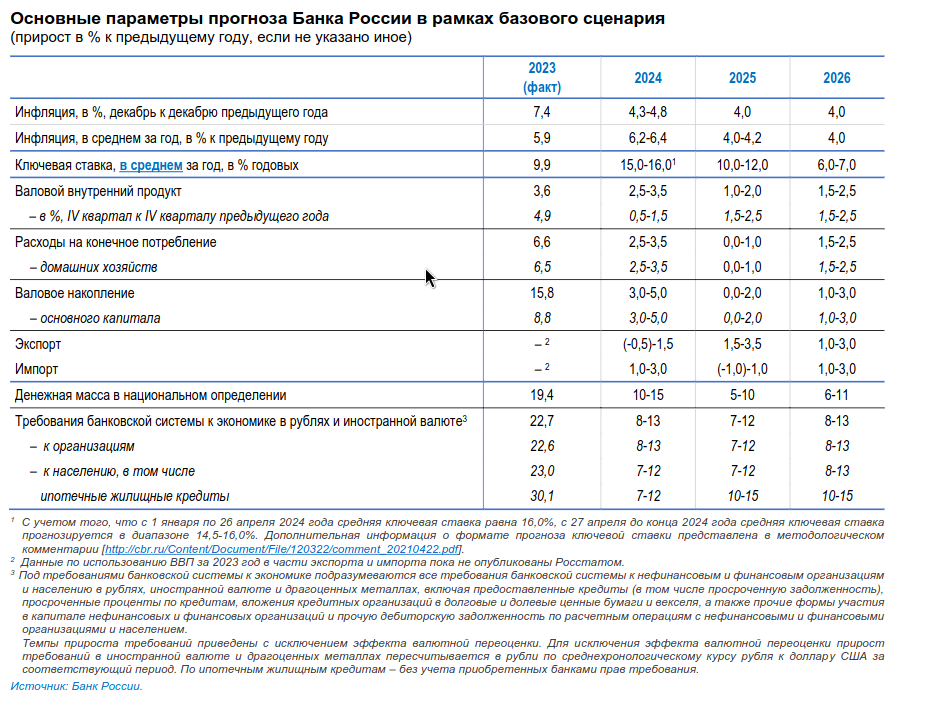 Основные параметры прогноза Банка России в рамках базового сценария
(прирост в % к предыдущему году, если не указано иное)
2023 (факт) 2024 2025 2026
Инфляция, в %, декабрь к декабрю предыдущего года 7,4 4,3-4,8 4,0 4,0
Инфляция, в среднем за год, в % к предыдущему году 5,9 6,2-6,4 4,0-4,2 4,0
Ключевая ставка, в среднем за год, в % годовых 9,9 15,0-16,0¹ 10,0-12,0 6,0-7,0
Валовой внутренний продукт 3,6 2,5-3,5 1,0-2,0 1,5-2,5
– в %, IV квартал к IV кварталу предыдущего года 4,9 0,5-1,5 1,5-2,5 1,5-2,5
Расходы на конечное потребление 6,6 2,5-3,5 0,0-1,0 1,5-2,5
– домашних хозяйств 6,5 2,5-3,5 0,0-1,0 1,5-2,5
Валовое накопление 15,8 3,0-5,0 0,0-2,0 1,0-3,0
– основного капитала 8,8 3,0-5,0 0,0-2,0 1,0-3,0
Экспорт – ² (-0,5)-1,5 1,5-3,5 1,0-3,0
Импорт – ² 1,0-3,0 (-1,0)-1,0 1,0-3,0
Денежная масса в национальном определении 19,4 10-15 5-10 6-11
Требования банковской системы к экономике в рублях и иностранной валюте³ 22,7 8-13 7-12 8-13
– к организациям 22,6 8-13 7-12 8-13
– к населению, в том числе 23,0 7-12 7-12 8-13
ипотечные жилищные кредиты 30,1 7-12 10-15 10-15
¹ С учетом того, что с 1 января по 26 апреля 2024 года средняя ключевая ставка равна 16,0%, с 27 апреля до конца 2024 года средняя ключевая ставка
прогнозируется в диапазоне 14,5-16,0%. Дополнительная информация о формате прогноза ключевой ставки представлена в методологическом
комментарии [http://cbr.ru/Content/Document/File/120322/comment_20210422.pdf].
² Данные по использованию ВВП за 2023 год в части экспорта и импорта пока не опубликованы Росстатом.
³ Под требованиями банковской системы к экономике подразумеваются все требования банковской системы к нефинансовым и финансовым организациям
и населению в рублях, иностранной валюте и драгоценных металлах, включая предоставленные кредиты (в том числе просроченную задолженность),
просроченные проценты по кредитам, вложения кредитных организаций в долговые и долевые ценные бумаги и векселя, а также прочие формы участия
в капитале нефинансовых и финансовых организаций и прочую дебиторскую задолженность по расчетным операциям с нефинансовыми и финансовыми
организациями и населением.
Темпы прироста требований приведены с исключением эффекта валютной переоценки. Для исключения эффекта валютной переоценки прирост
требований в иностранной валюте и драгоценных металлах пересчитывается в рубли по среднехронологическому курсу рубля к доллару США за
соответствующий период. По ипотечным жилищным кредитам – без учета приобретенных банками прав требования.
Источник: Банк России.